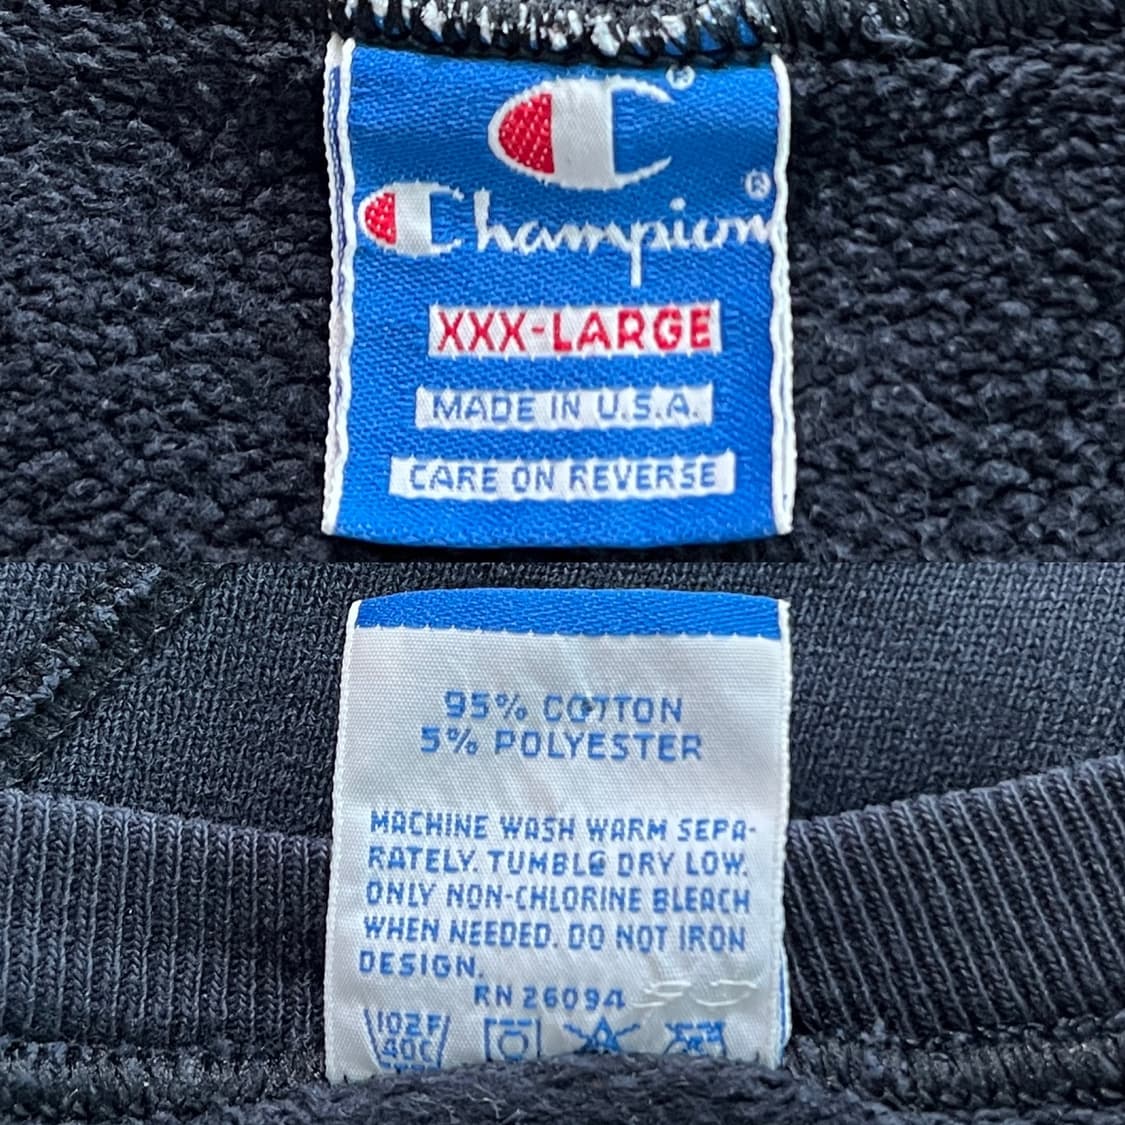 Champion
XXX-LARGE
MADE IN U.S.A.
CARE ON REVERSE
95% COTTON
5% POLYESTER
MACHINE WASH WARM SEPA-
RATELY. TUMBLE DRY LOW.
ONLY NON-CHLORINE BLEACH
WHEN NEEDED. DO NOT IRON
DESIGN.
RN 26094
102F
40C